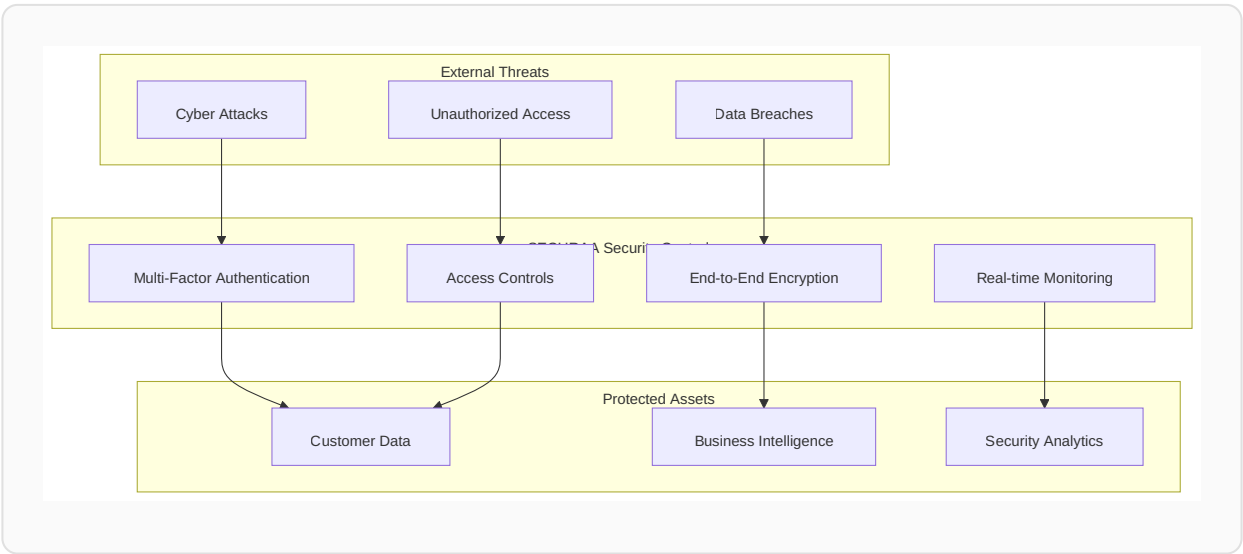 External Threats
Cyber Attacks
Unauthorized Access
Data Breaches
Security
Multi-Factor Authentication
Access Controls
End-to-End Encryption
Real-time Monitoring
Protected Assets
Customer Data
Business Intelligence
Security Analytics